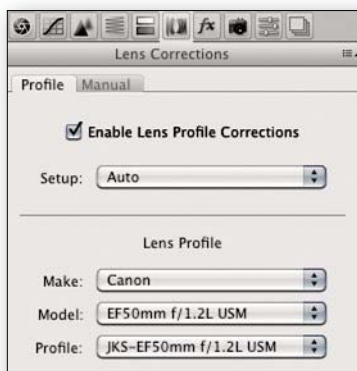 fx
Lens Corrections
Profile Manual
Enable Lens Profile Corrections
Setup: Auto
Lens Profile
Make: Canon
Model: EF50mm f/1.2L USM
Profile: JKS-EF50mm f/1.2L USM